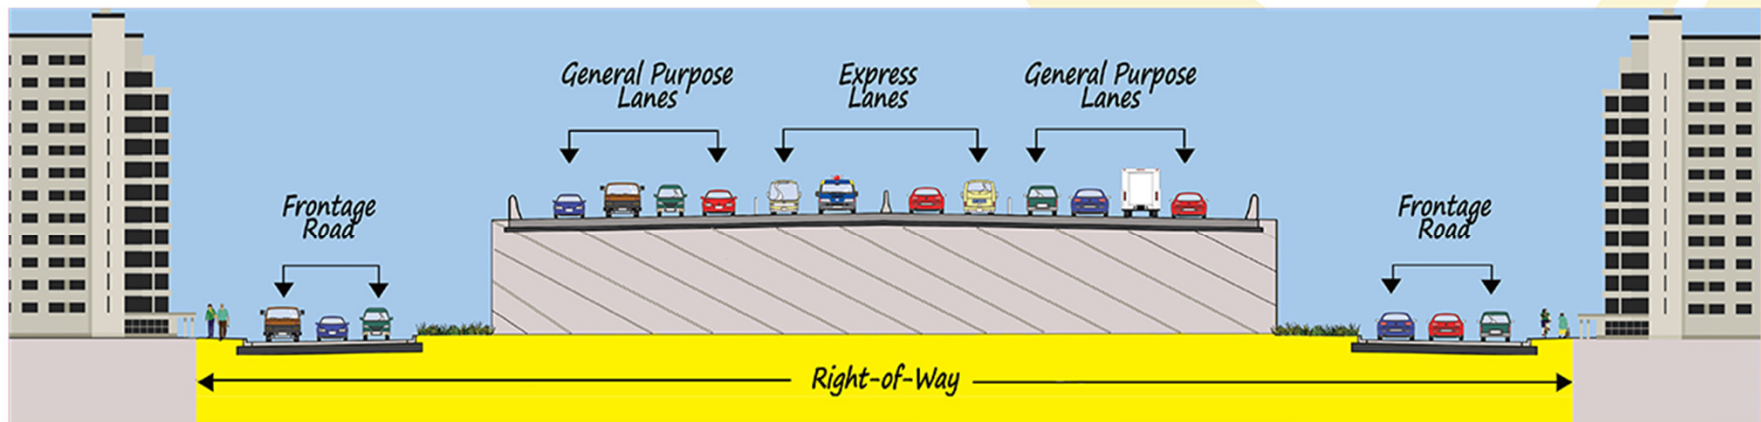 General Purpose
Lanes
Express
Lanes
General Purpose
Lanes
Frontage
Road
Frontage
Road
Right-of-Way